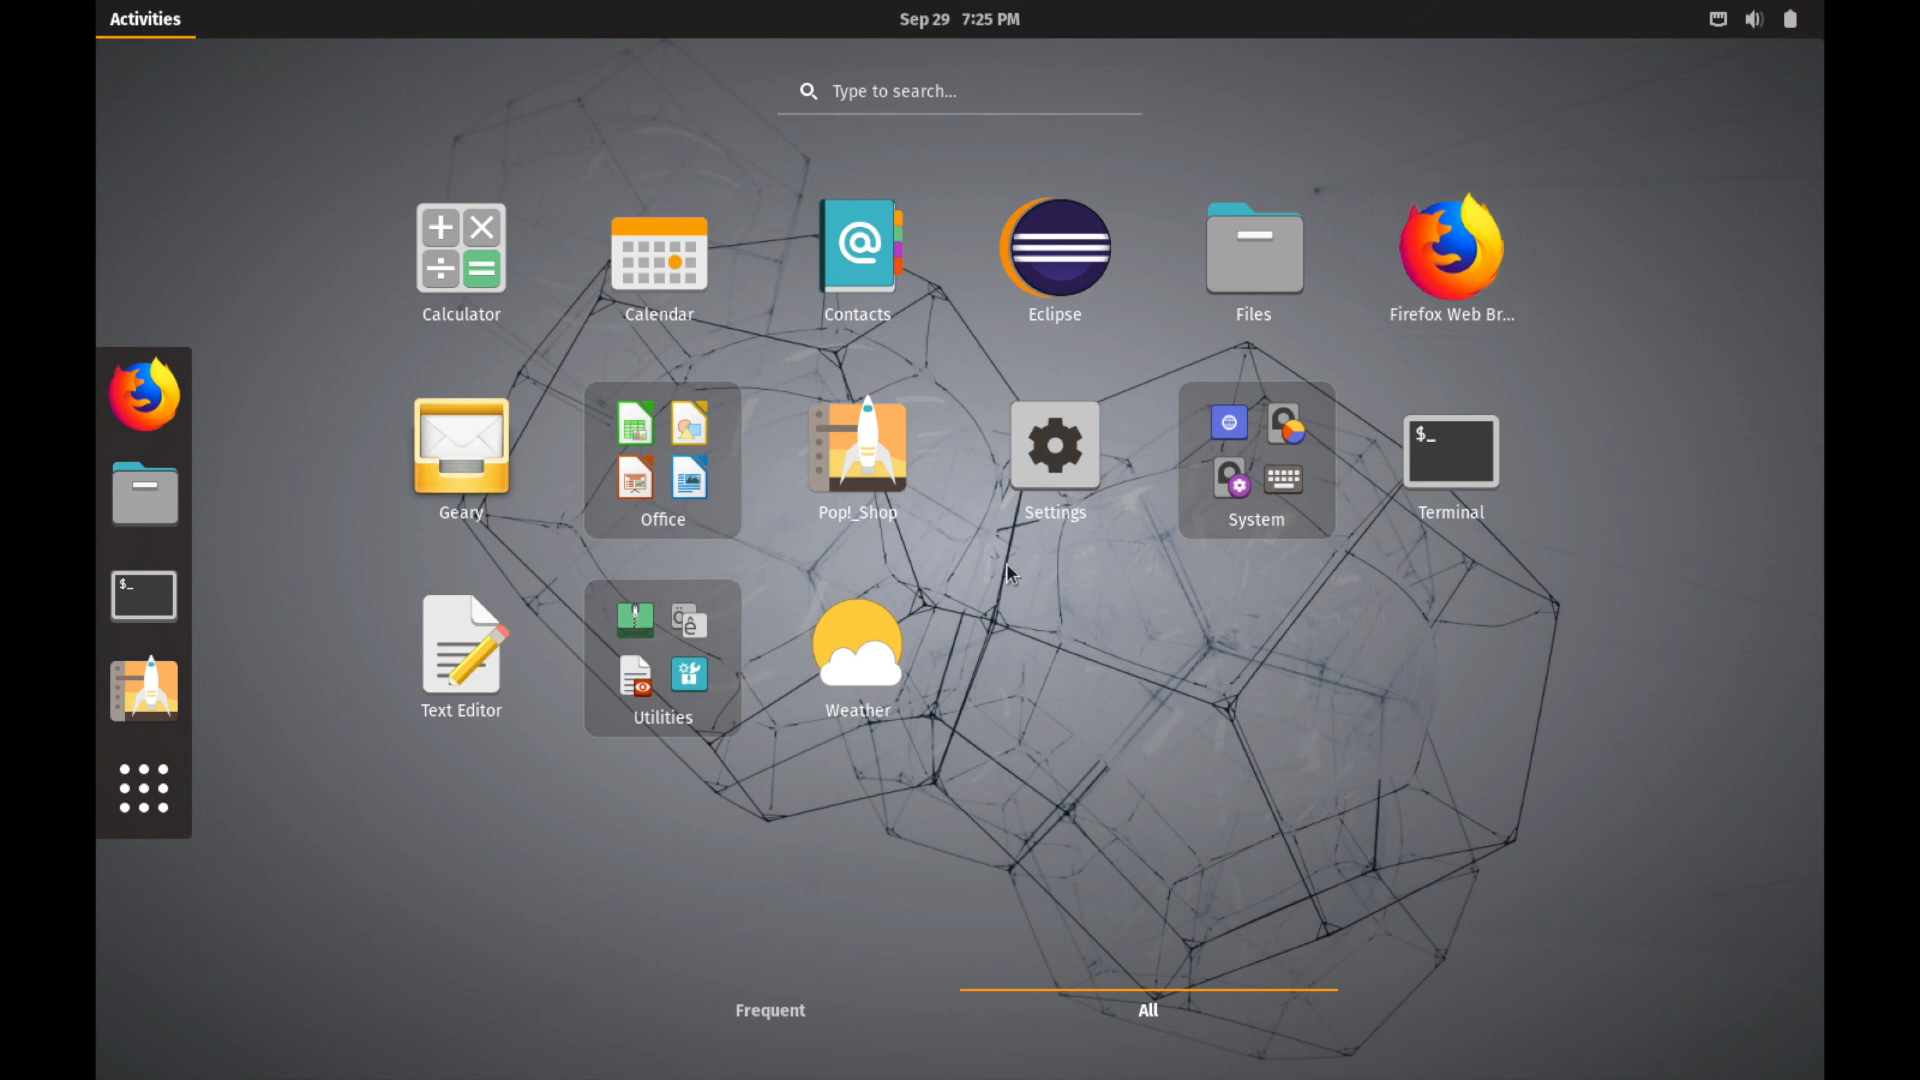 Activities
Sep 29 7:25 PM
Type to search...
Calculator
Calendar
Contacts
Eclipse
Files
Firefox Web Br...
Geary
Office
Pop!_Shop
Settings
System
$_
Terminal
$_
Text Editor
Utilities
Weather
Frequent
All